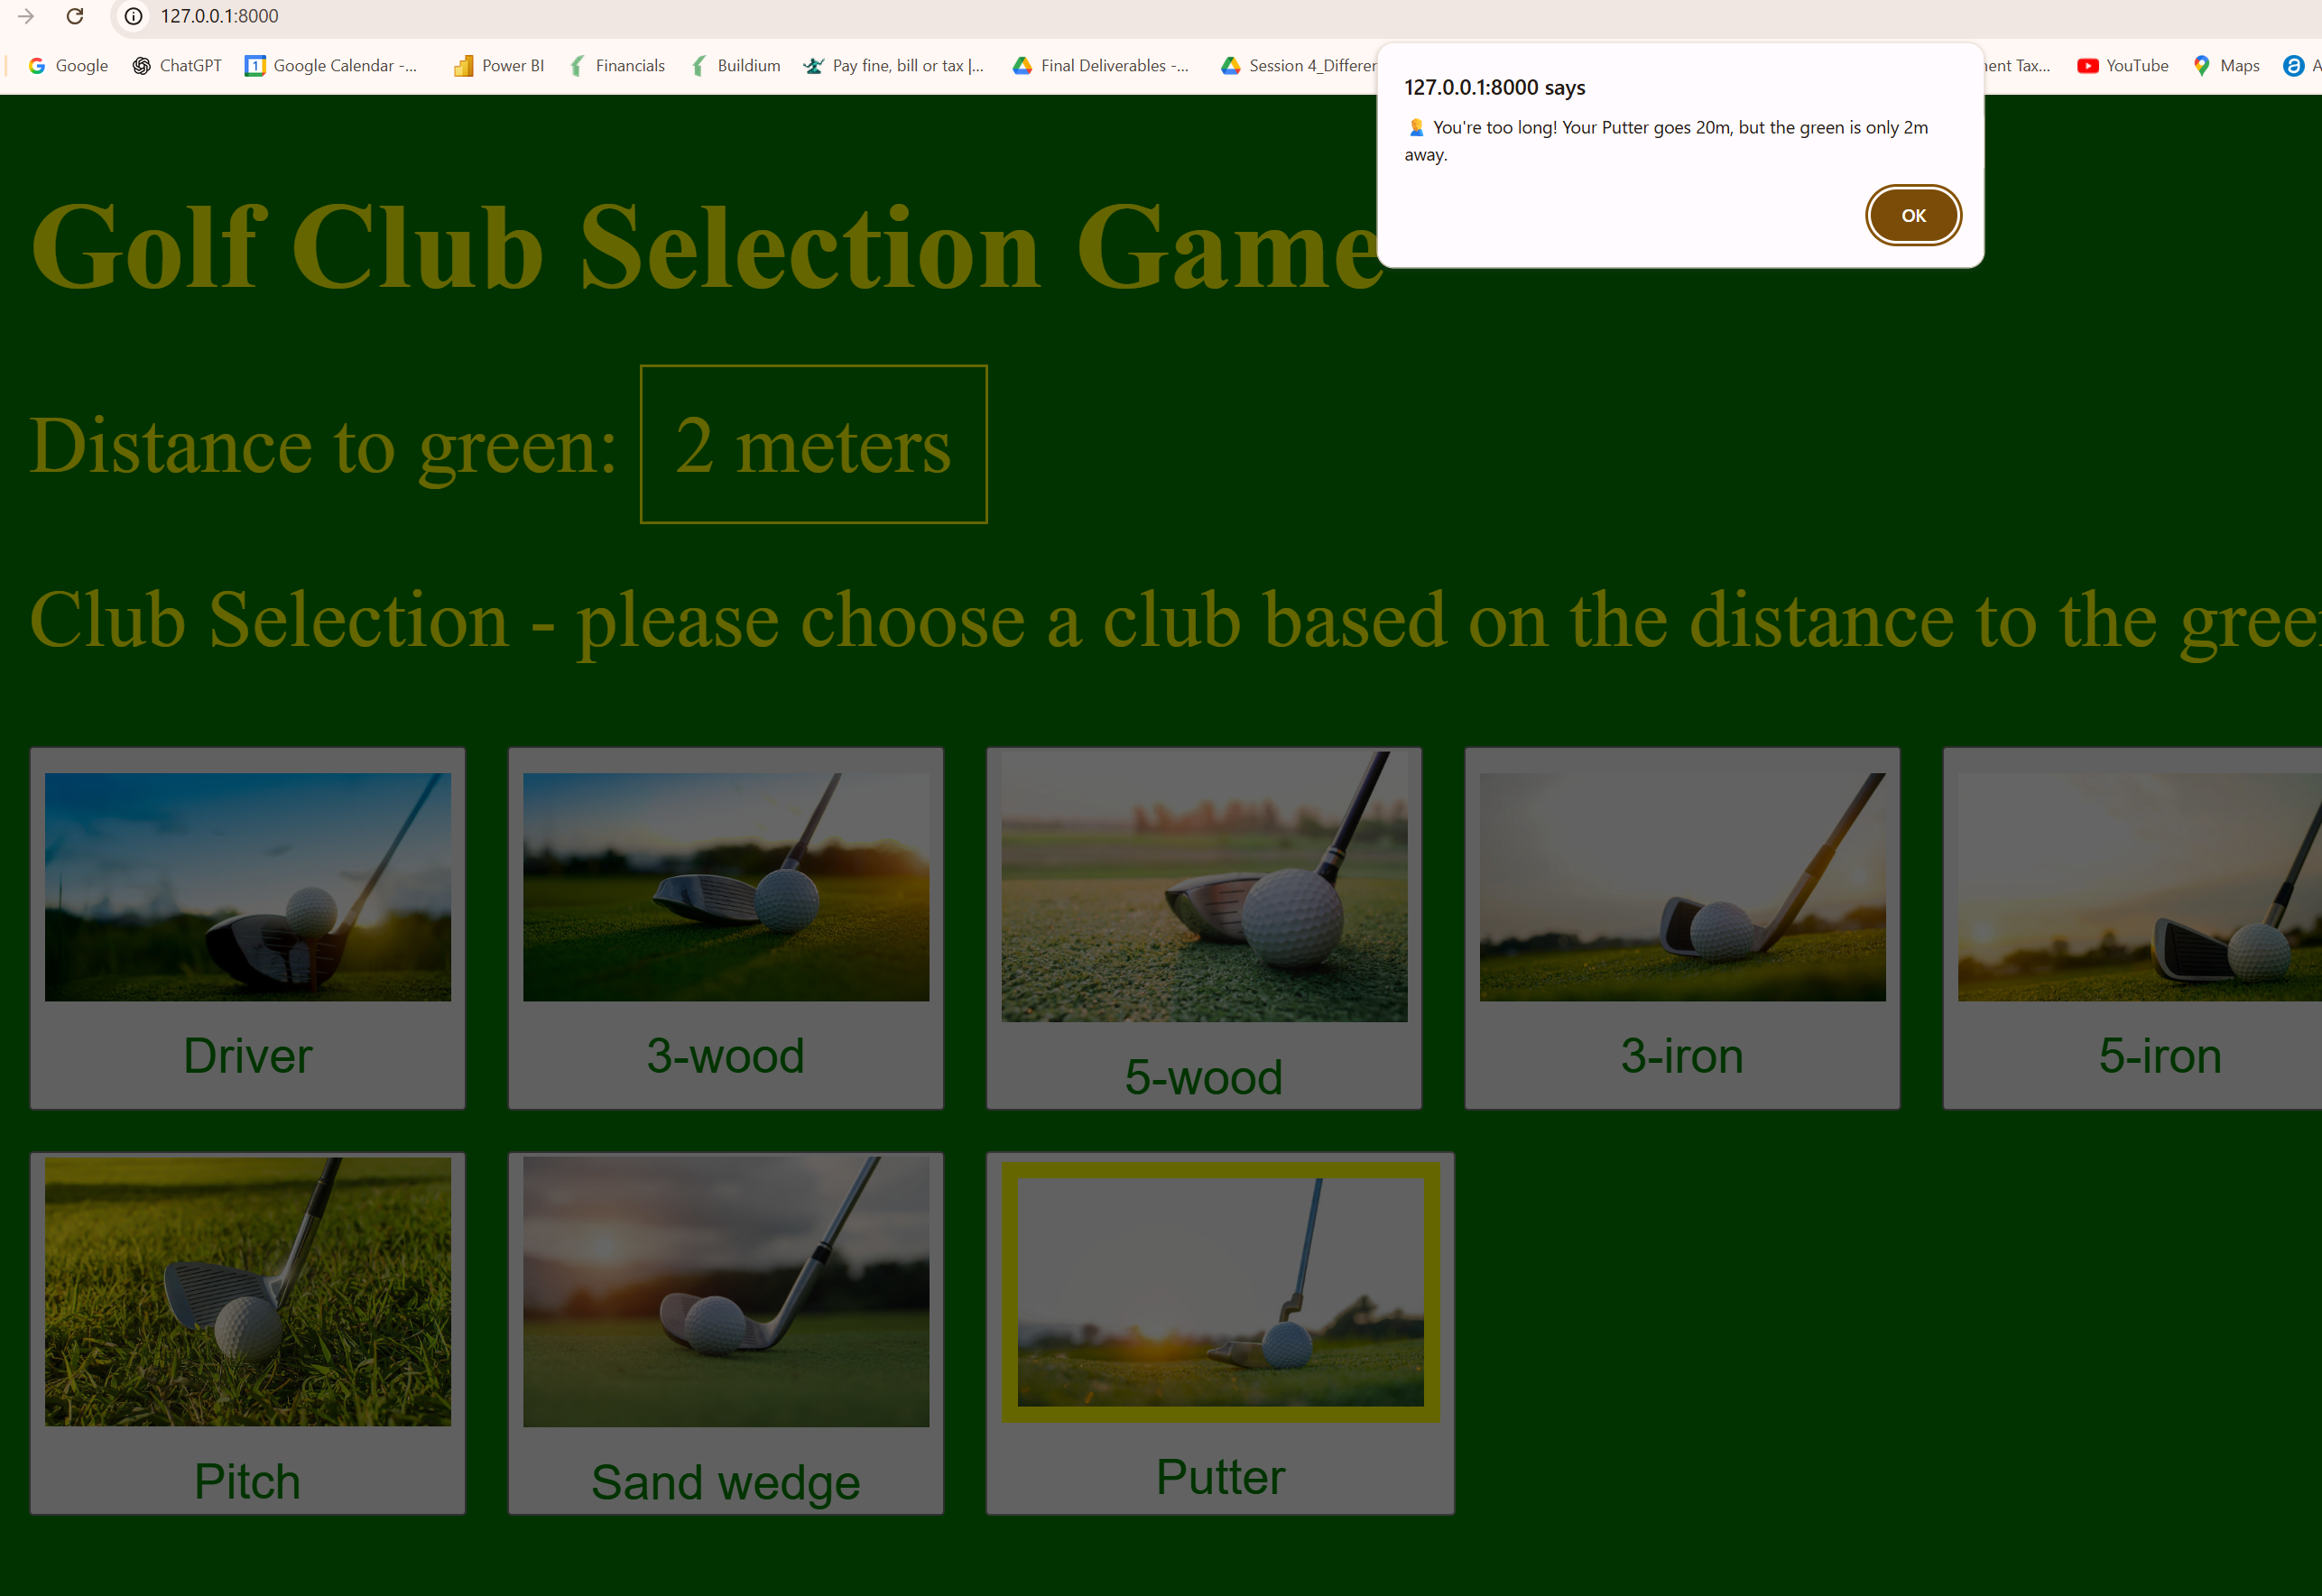 127.0.0.1:8000
Google ChatGPT Google Calendar -... Power BI Financials Buildium Pay fine, bill or tax |... Final Deliverables -... Session 4_Differen ent Tax... YouTube Maps
127.0.0.1:8000 says
🤦 You're too long! Your Putter goes 20m, but the green is only 2m
away.
OK
Golf Club Selection Game
Distance to green: 2 meters
Club Selection - please choose a club based on the distance to the green
Driver 3-wood 5-wood 3-iron 5-iron
Pitch Sand wedge Putter